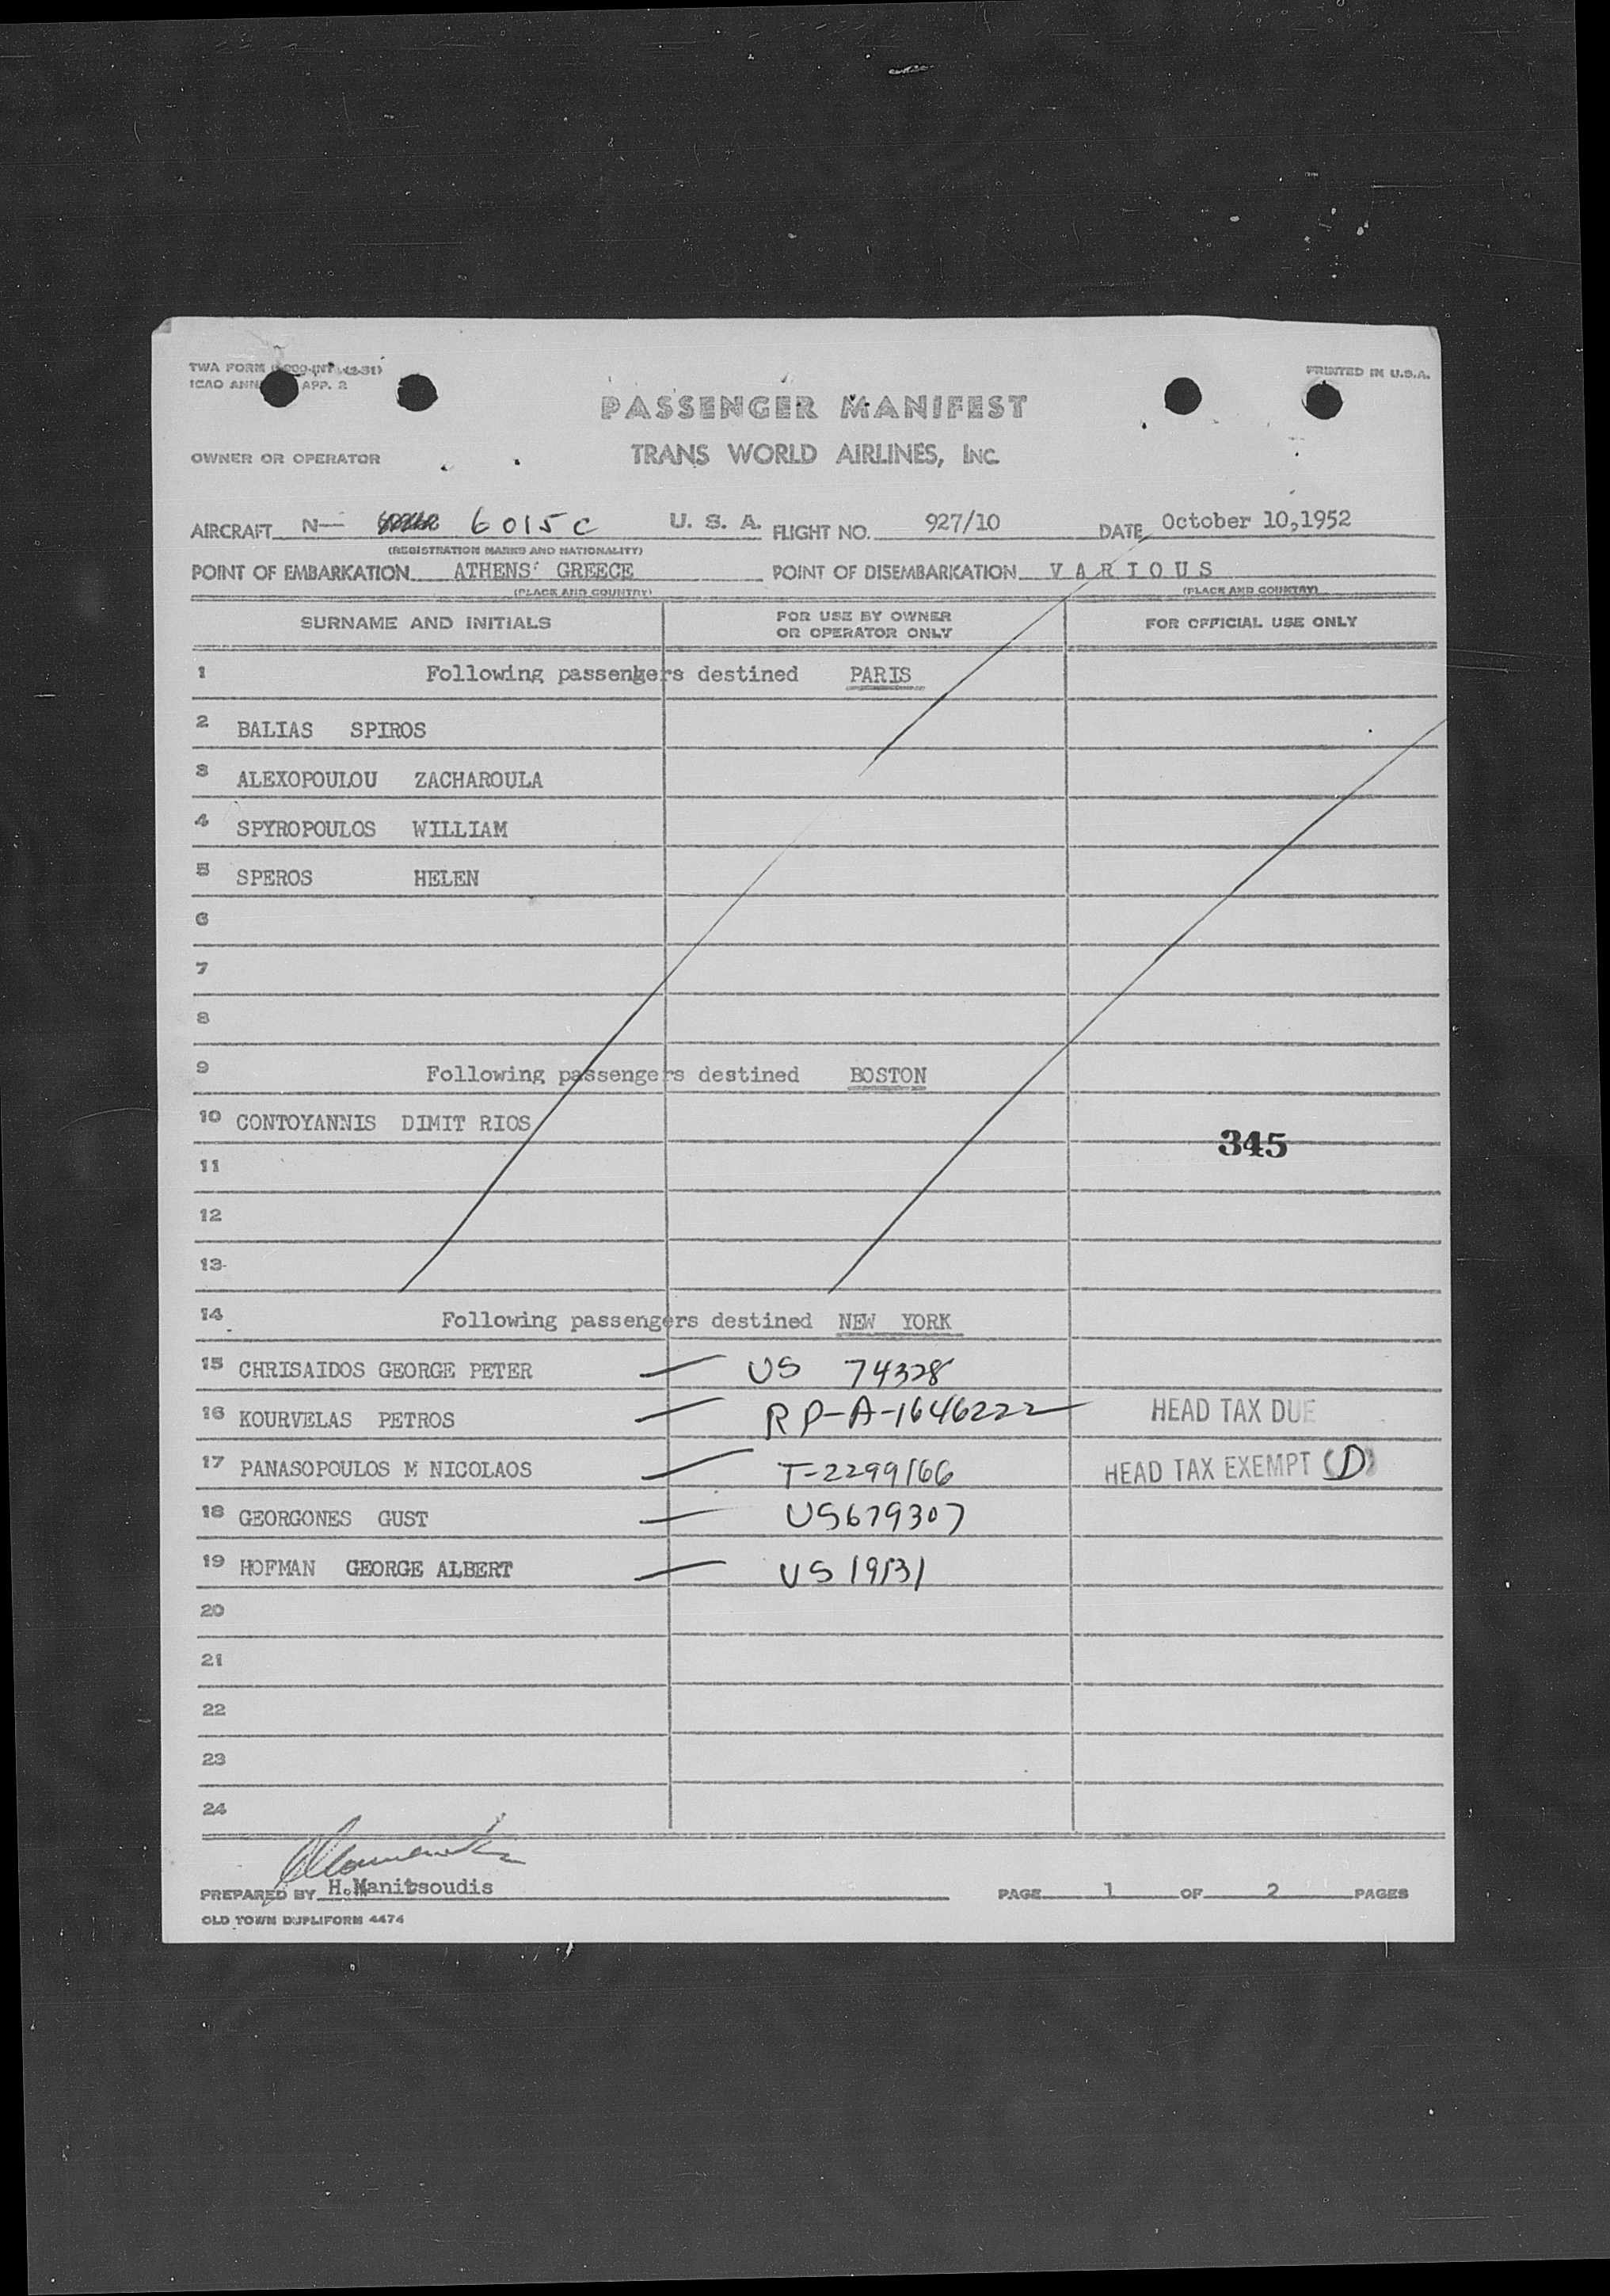 TWA FORM
PRINTED IN U.S.A.
ICAO APP. 2
PASSENGER MANIFEST
OWNER OR OPERATOR TRANS WORLD AIRLINES, INC.
AIRCRAFT N— 6015C U. S. A. FLIGHT NO. 927/10 DATE October 10,1952
(REGISTRATION MARKS AND NATIONALITY)
POINT OF EMBARKATION ATHENS GREECE POINT OF DISEMBARKATION V A R I O U S
(PLACE AND COUNTRY) (PLACE AND COUNTRY)
SURNAME AND INITIALS FOR USE BY OWNER OR OPERATOR ONLY FOR OFFICIAL USE ONLY
1 Following passengers destined PARIS
2 BALIAS SPIROS
3 ALEXOPOULOU ZACHAROULA
4 SPYROPOULOS WILLIAM
5 SPEROS HELEN
6
7
8
9 Following passengers destined BOSTON
10 CONTOYANNIS DIMIT RIOS
345
11
12
13
14 Following passengers destined NEW YORK
15 CHRISAIDOS GEORGE PETER — US 74328
16 KOURVELAS PETROS — RP-A-1646222 HEAD TAX DUE
17 PANASOPOULOS M NICOLAOS — T-2299166 HEAD TAX EXEMPT (D)
18 GEORGONES GUST — US679307
19 HOFMAN GEORGE ALBERT — US 19131
20
21
22
23
24
PREPARED BY H.Manitsoudis PAGE 1 OF 2 PAGES
OLD TOWN DUPLIFORM 4474